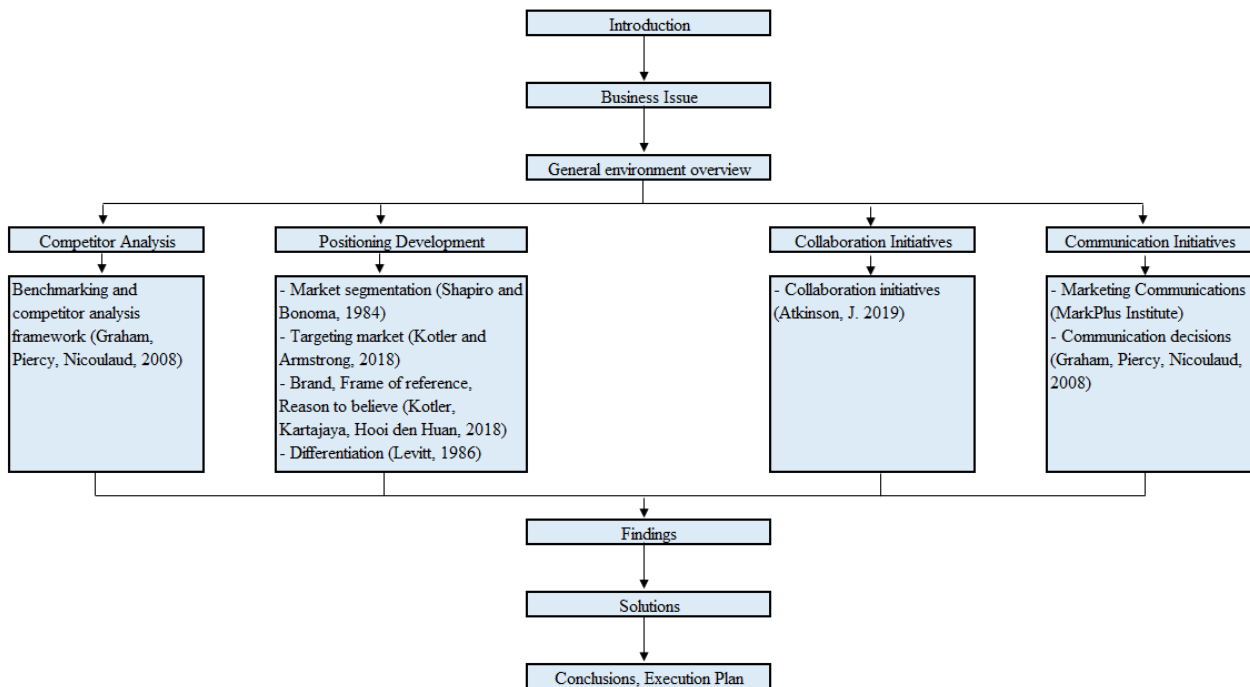 Introduction
Business Issue
General environment overview
Competitor Analysis
Positioning Development
Collaboration Initiatives
Communication Initiatives
Benchmarking and
competitor analysis
framework (Graham,
Piercy, Nicoulaud, 2008)
- Market segmentation (Shapiro and
Bonoma, 1984)
- Targeting market (Kotler and
Armstrong, 2018)
- Brand, Frame of reference,
Reason to believe (Kotler,
Kartajaya, Hooi den Huan, 2018)
- Differentiation (Levitt, 1986)
- Collaboration initiatives
(Atkinson, J. 2019)
- Marketing Communications
(MarkPlus Institute)
- Communication decisions
(Graham, Piercy, Nicoulaud,
2008)
Findings
Solutions
Conclusions, Execution Plan